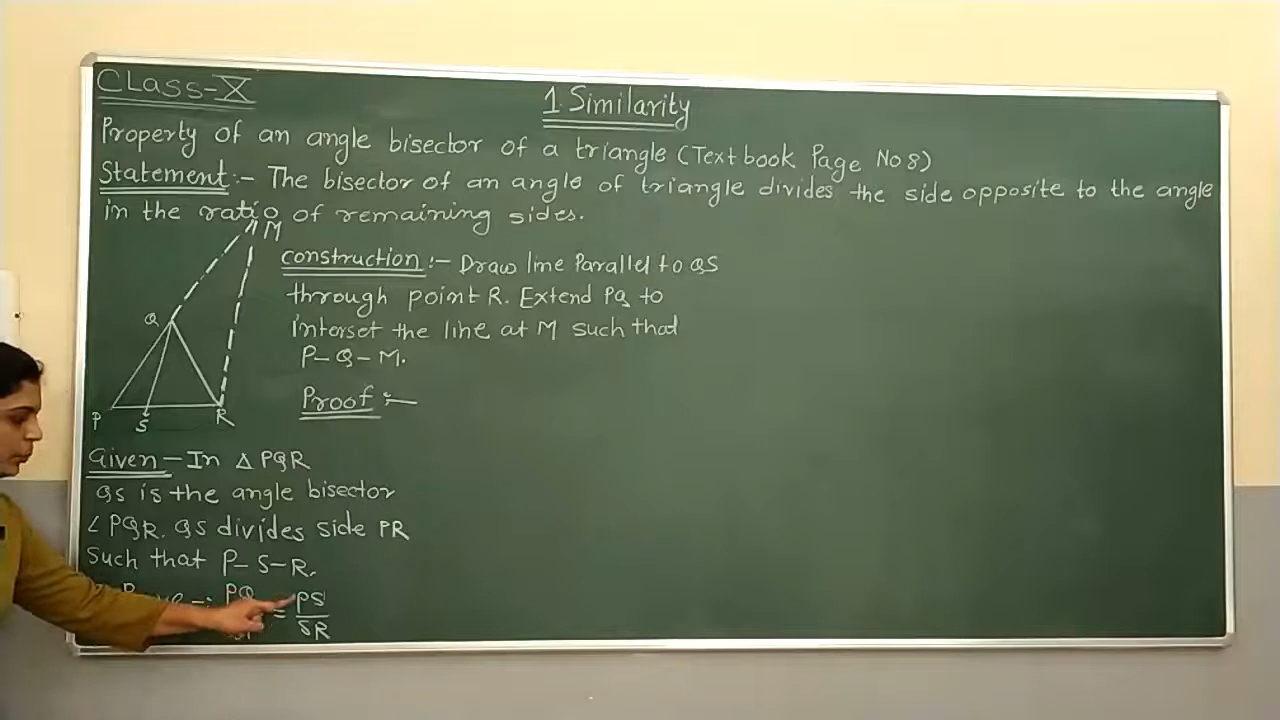 CLASS-X
1. Similarity
Property of an angle bisector of a triangle (Textbook Page No 8)
Statement:- The bisector of an angle of triangle divides the side opposite to the angle
in the ratio of remaining sides.
M
Q
P
S
R
construction:- Draw line Parallel to QS
through point R. Extend PQ to
interset the line at M such that
P-Q-M.
Proof:-
Given - In △ PQR
QS is the angle bisector
∠ PQR. QS divides side PR
Such that P-S-R.
PQ = PS
SR